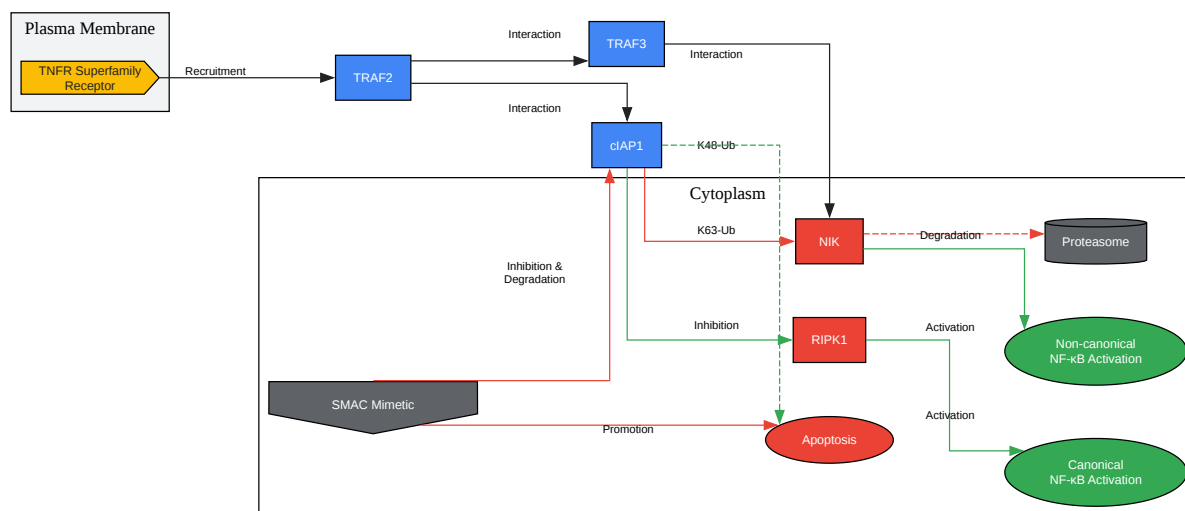 Plasma Membrane
TNFR Superfamily
Receptor
Recruitment
TRAF2
Interaction
TRAF3
Interaction
Interaction
cIAP1
K48-Ub
Cytoplasm
K63-Ub
NIK
Degradation
Proteasome
Inhibition &
Degradation
Inhibition
RIPK1
Activation
Non-canonical
NF-κB Activation
SMAC Mimetic
Promotion
Apoptosis
Activation
Canonical
NF-κB Activation